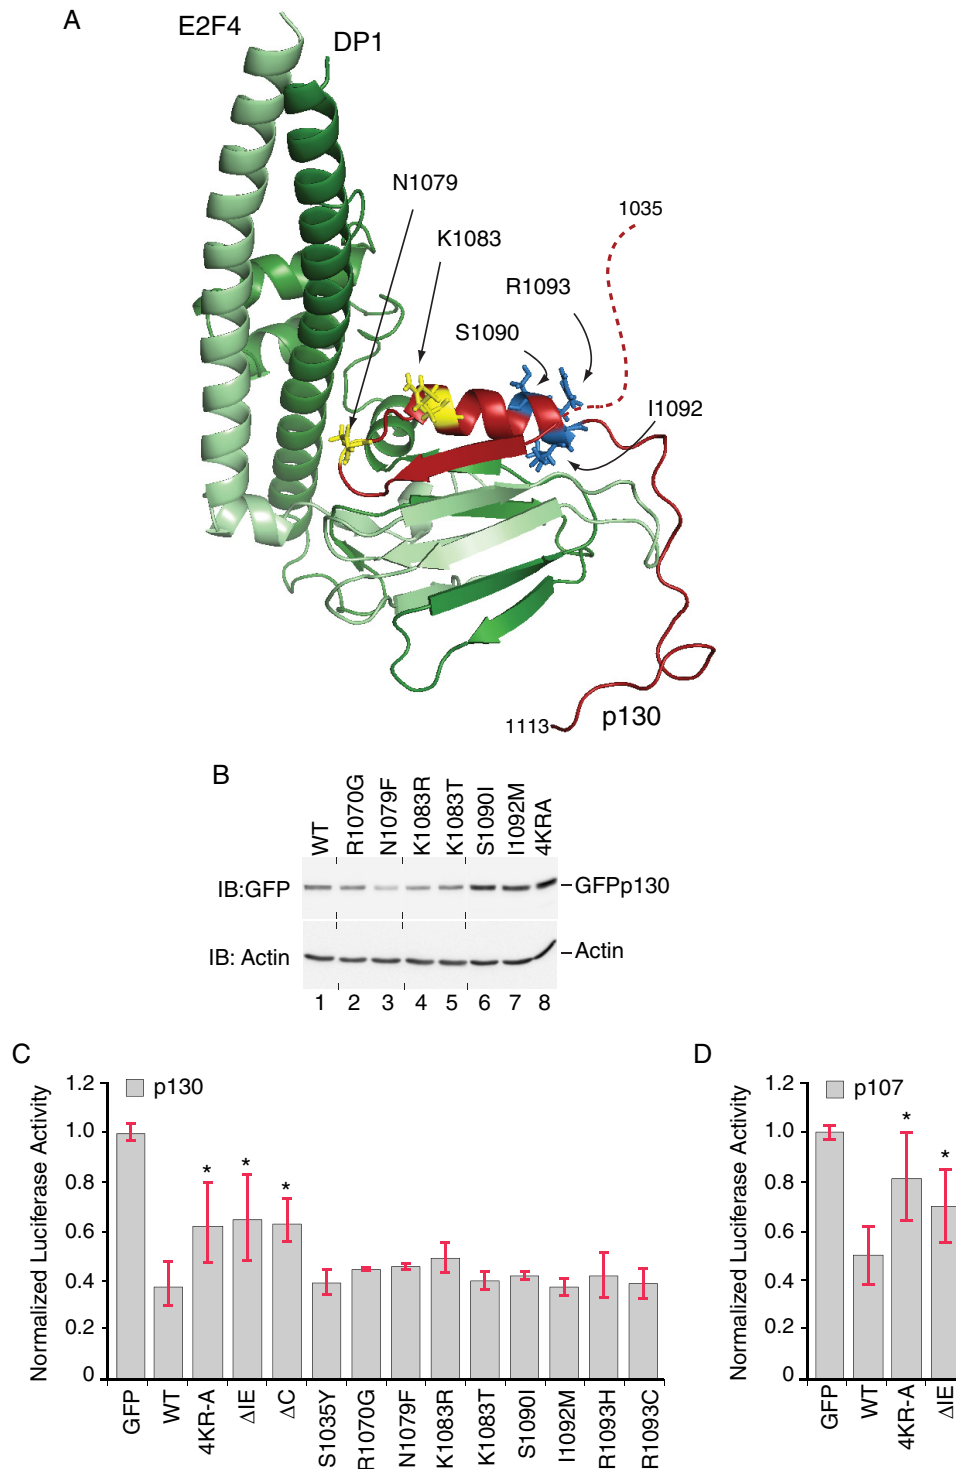 A
E2F4
DP1
N1079
K1083
1035
R1093
S1090
I1092
1113
p130
B
WT
R1070G
N1079F
K1083R
K1083T
S1090I
I1092M
4KRA
IB:GFP
GFPp130
IB: Actin
Actin
1 2 3 4 5 6 7 8
C
p130
Normalized Luciferase Activity
1.2
1.0
0.8
0.6
0.4
0.2
0
* * *
GFP
WT
4KR-A
ΔIE
ΔC
S1035Y
R1070G
N1079F
K1083R
K1083T
S1090I
I1092M
R1093H
R1093C
D
p107
Normalized Luciferase Activity
1.2
1.0
0.8
0.6
0.4
0.2
0
* *
GFP
WT
4KR-A
ΔIE